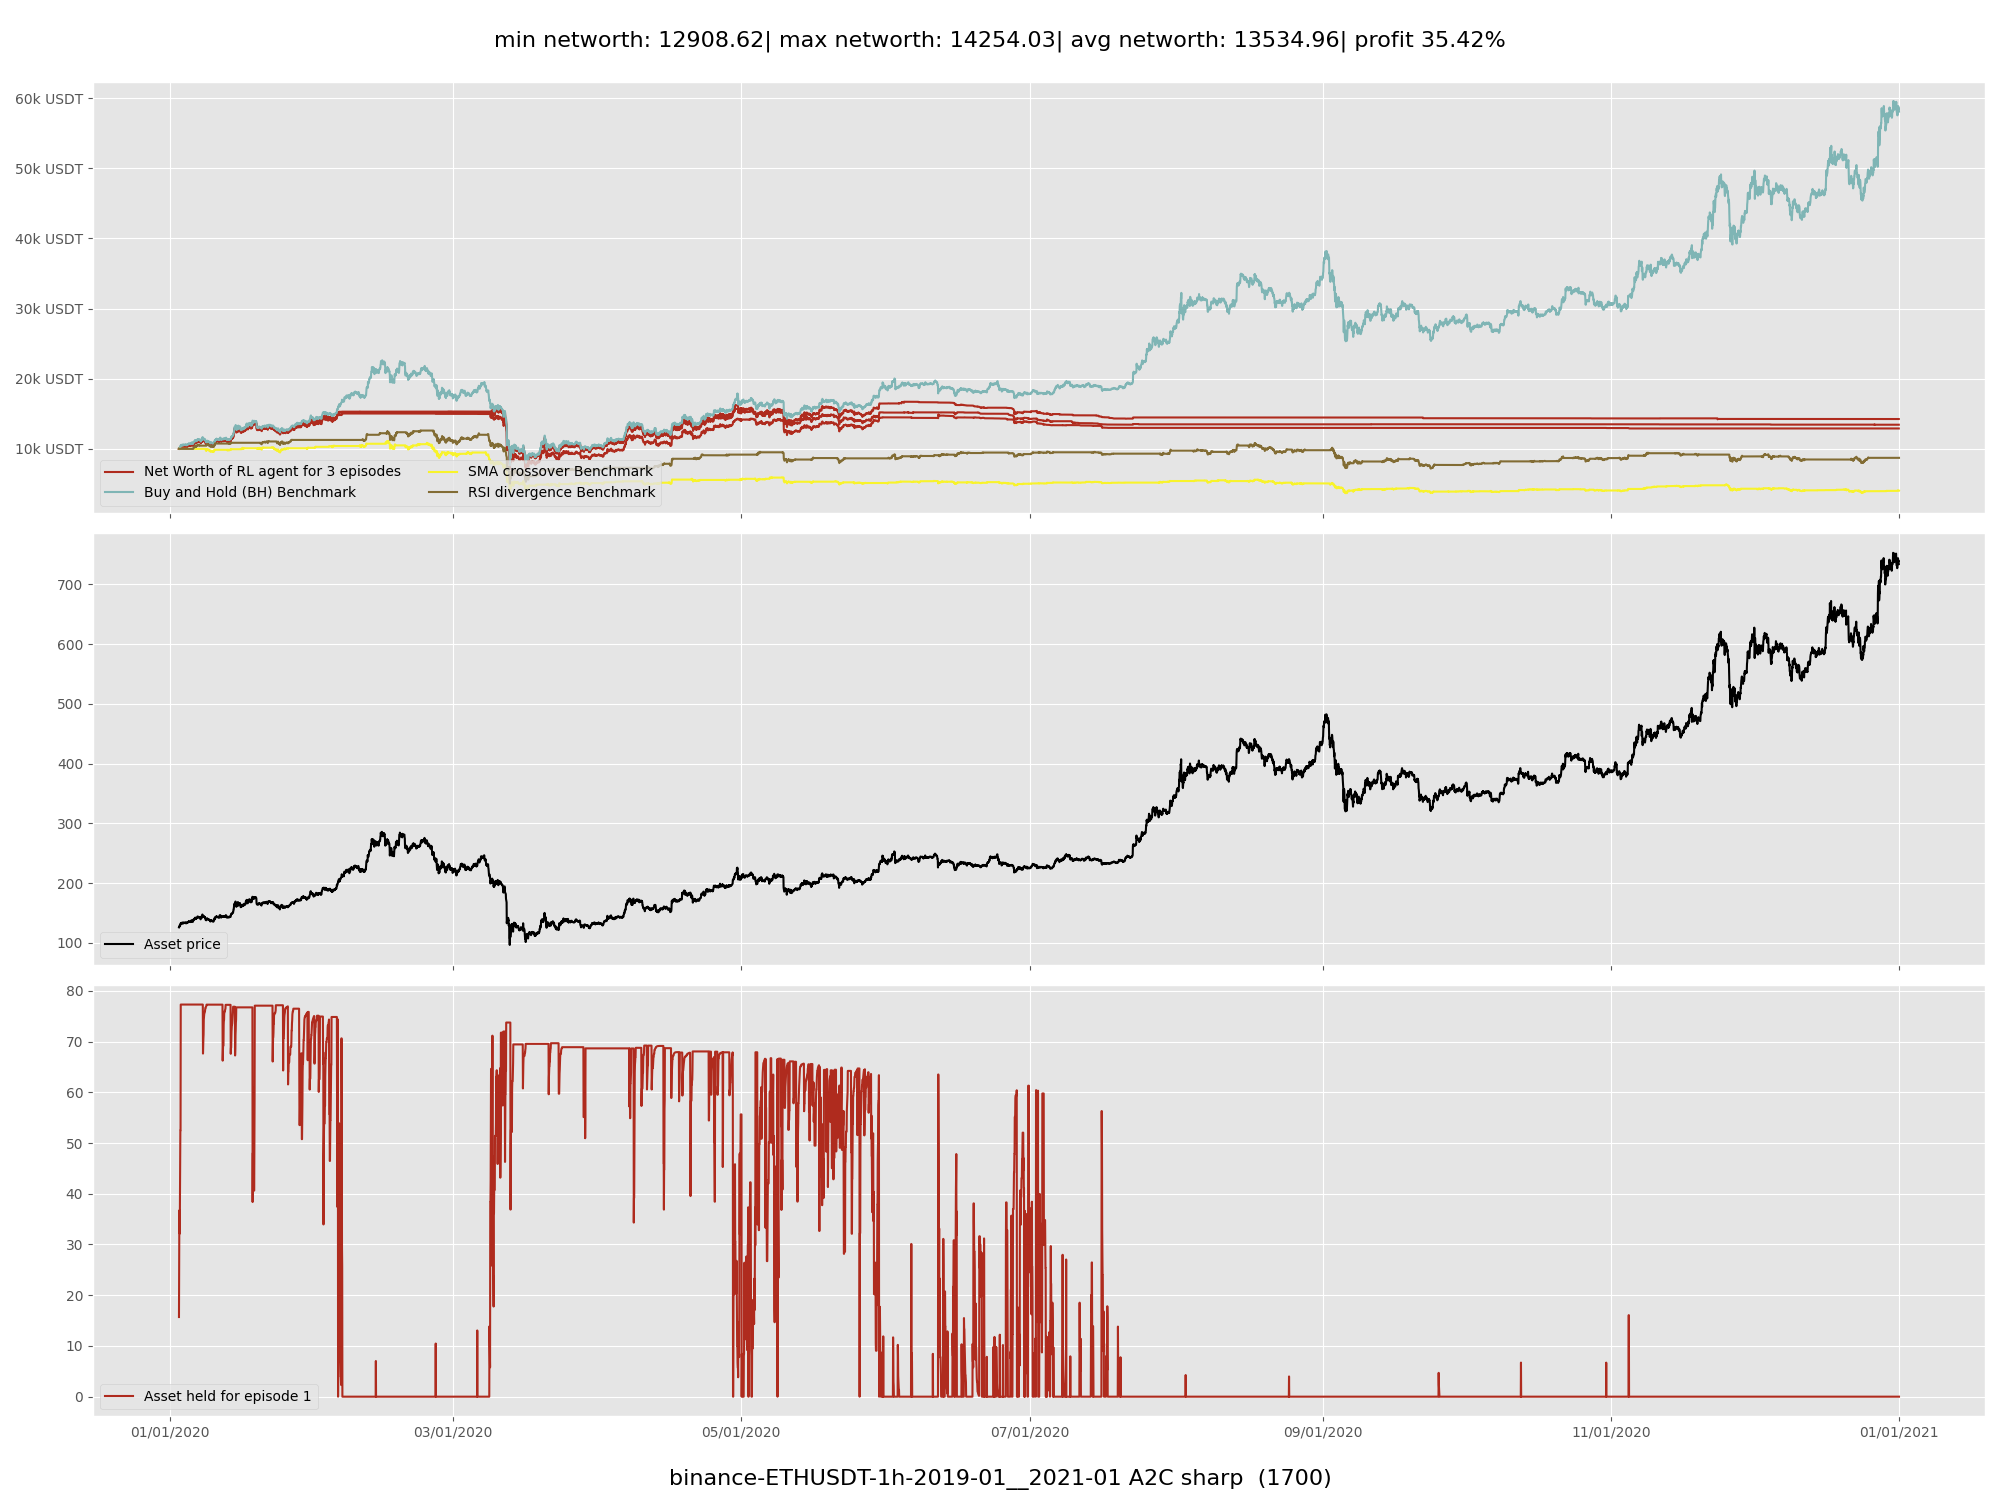 min networth: 12908.62| max networth: 14254.03| avg networth: 13534.96| profit 35.42%
60k USDT
50k USDT
40k USDT
30k USDT
20k USDT
10k USDT
Net Worth of RL agent for 3 episodes
Buy and Hold (BH) Benchmark
SMA crossover Benchmark
RSI divergence Benchmark
700
600
500
400
300
200
100
Asset price
80
70
60
50
40
30
20
10
0
Asset held for episode 1
01/01/2020 03/01/2020 05/01/2020 07/01/2020 09/01/2020 11/01/2020 01/01/2021
binance-ETHUSDT-1h-2019-01__2021-01 A2C sharp (1700)